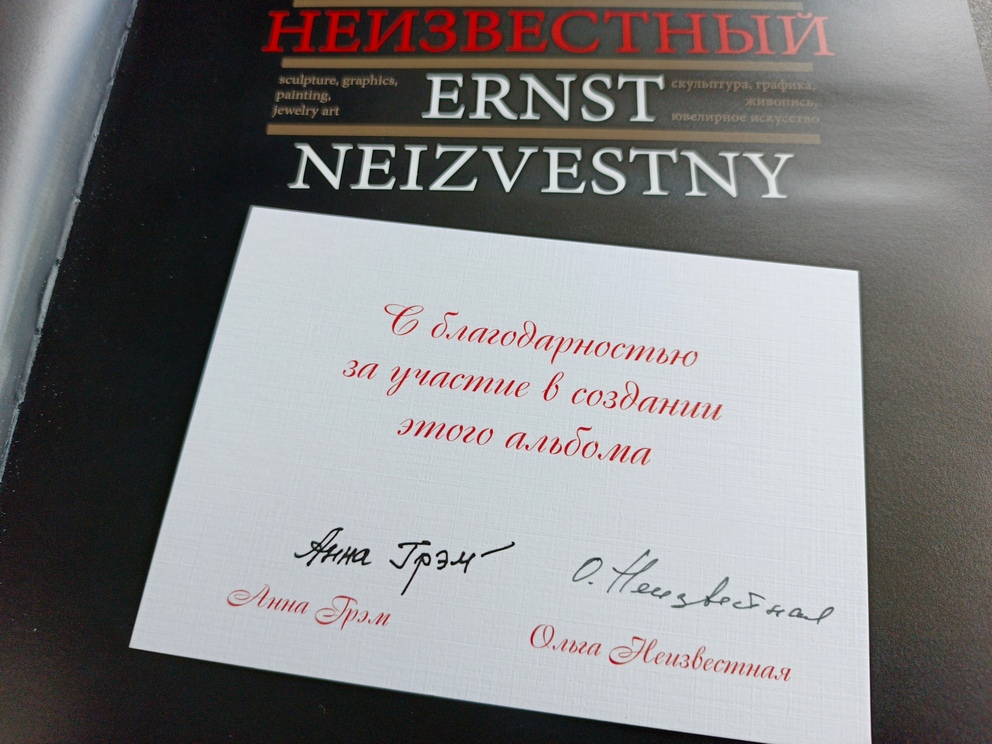 НЕИЗВЕСТНЫЙ
sculpture, graphics,
painting,
jewelry art
ERNST
скульптура, графика,
живопись,
ювелирное искусство
NEIZVESTNY
С благодарностью
за участие в создании
этого альбома
Анна Грэм
О. Неизвестная
Анна Грэм
Ольга Неизвестная